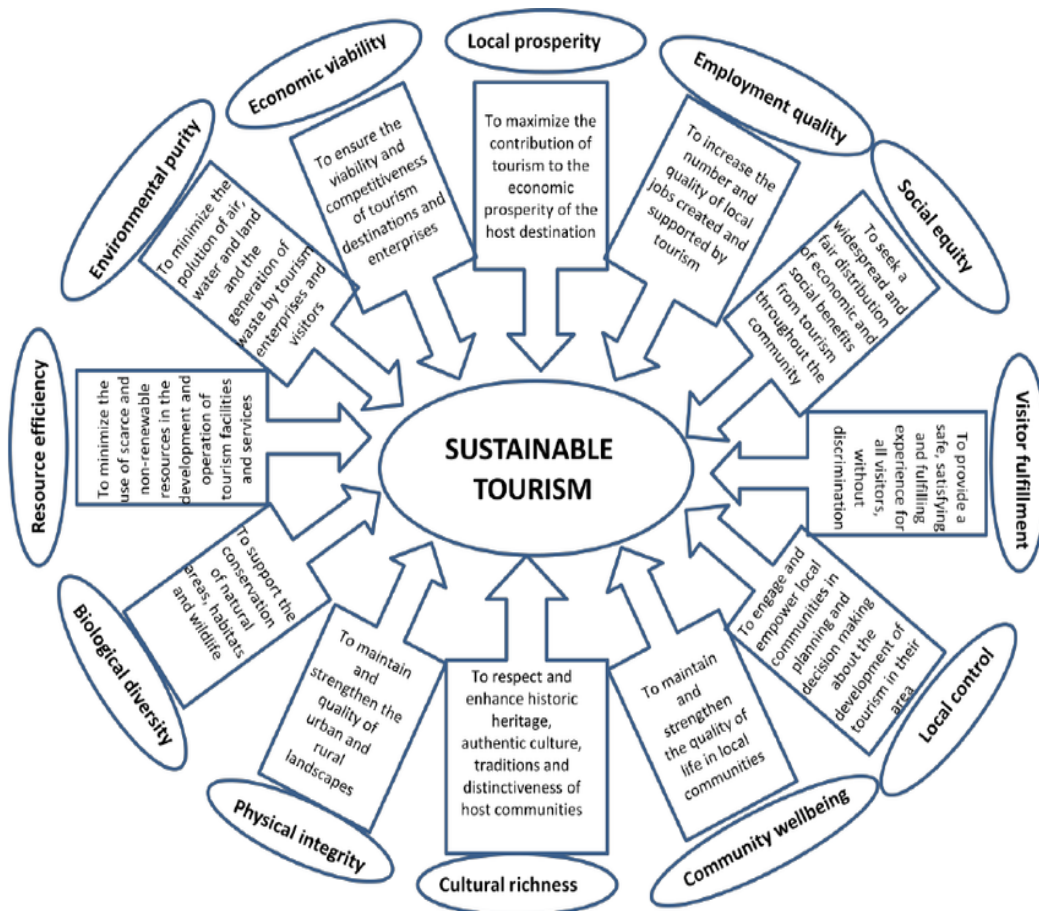 Local prosperity
To maximize the
contribution of
tourism to the
economic
prosperity of the
host destination
Employment quality
To increase the
number and
quality of local
jobs created and
supported by
tourism
Social equity
To seek a
widespread and
fair distribution
of economic and
social benefits
from tourism
throughout the
community
Visitor fulfillment
To provide a
safe, satisfying
and fulfilling
experience for
all visitors,
without
discrimination
Local control
To engage and
empower local
communities in
planning and
decision making
about the
development of
tourism in their
area
Community wellbeing
To maintain
and
strengthen
the quality of
life in local
communities
Cultural richness
To respect and
enhance historic
heritage,
authentic culture,
traditions and
distinctiveness of
host communities
Physical integrity
To maintain
and
strengthen the
quality of
urban and
rural
landscapes
Biological diversity
To support the
conservation
of natural
areas, habitats
and wildlife
Resource efficiency
To minimize the
use of scarce and
non-renewable
resources in the
development and
operation of
tourism facilities
and services
Environmental purity
To minimize the
polution of air,
water and land
and the
generation of
waste by tourism
enterprises and
visitors
Economic viability
To ensure the
viability and
competitiveness
of tourism
destinations and
enterprises
SUSTAINABLE
TOURISM